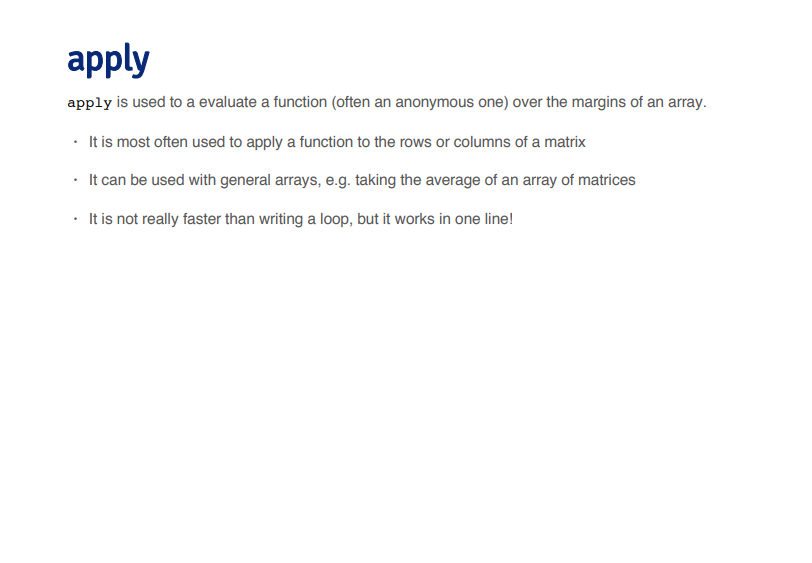 apply
apply is used to a evaluate a function (often an anonymous one) over the margins of an array.
· It is most often used to apply a function to the rows or columns of a matrix
· It can be used with general arrays, e.g. taking the average of an array of matrices
· It is not really faster than writing a loop, but it works in one line!